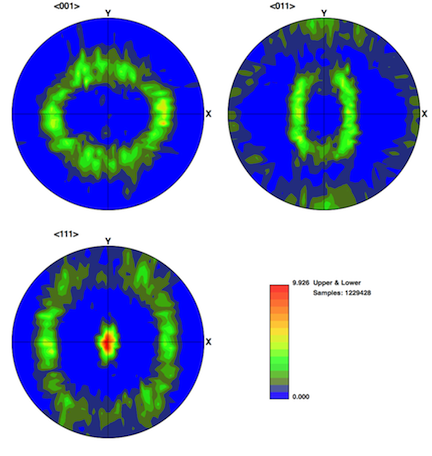 <001>
<011>
Y
Y
X
X
<111>
Y
X
9.926 Upper & Lower
Samples: 1229428
0.000